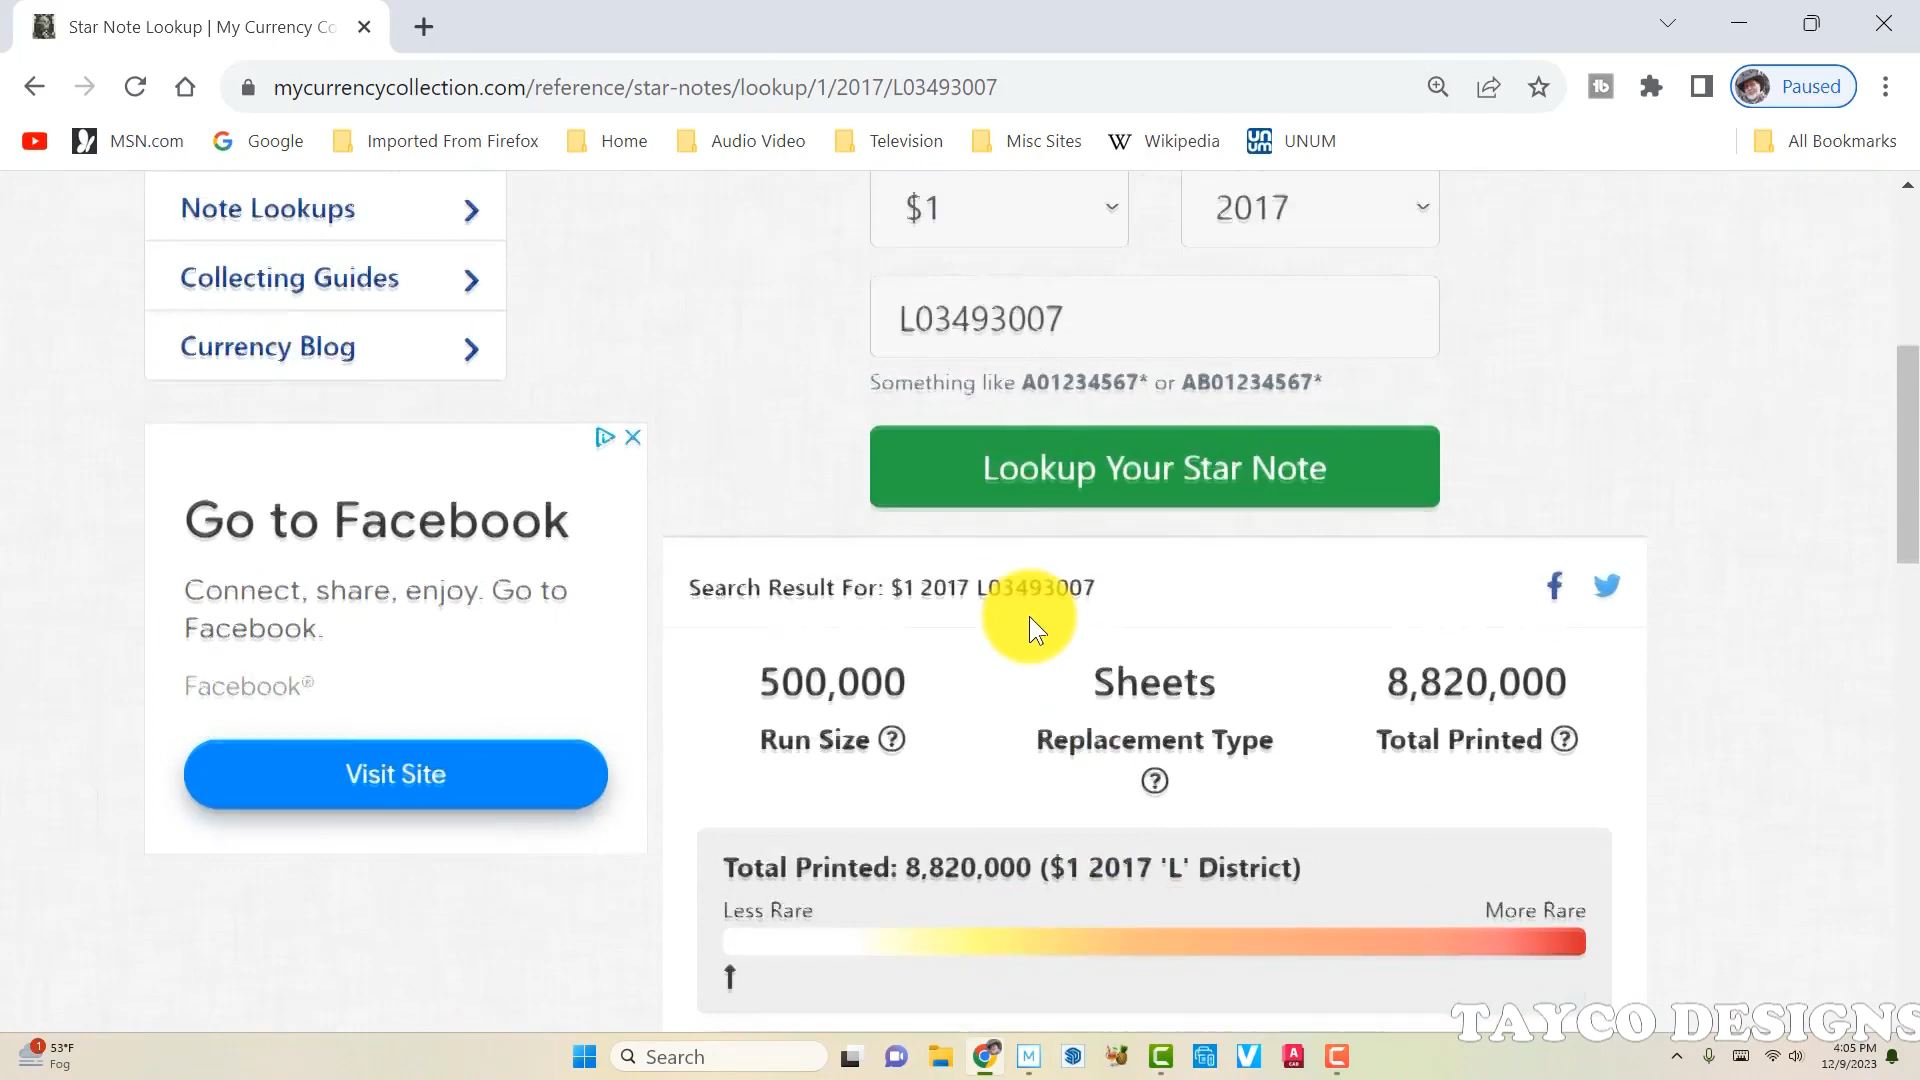 Star Note Lookup | My Currency Co
mycurrencycollection.com/reference/star-notes/lookup/1/2017/L03493007
Paused
MSN.com
Google
Imported From Firefox
Home
Audio Video
Television
Misc Sites
Wikipedia
UNUM
All Bookmarks
Note Lookups
Collecting Guides
Currency Blog
$1
2017
L03493007
Something like A01234567* or AB01234567*
Lookup Your Star Note
Go to Facebook
Connect, share, enjoy. Go to
Facebook.
Facebook®
Visit Site
Search Result For: $1 2017 L03493007
500,000
Run Size
Sheets
Replacement Type
8,820,000
Total Printed
Total Printed: 8,820,000 ($1 2017 'L' District)
Less Rare
More Rare
TAYCO DESIGNS
1
53°F
Fog
Search
4:05 PM
12/9/2023